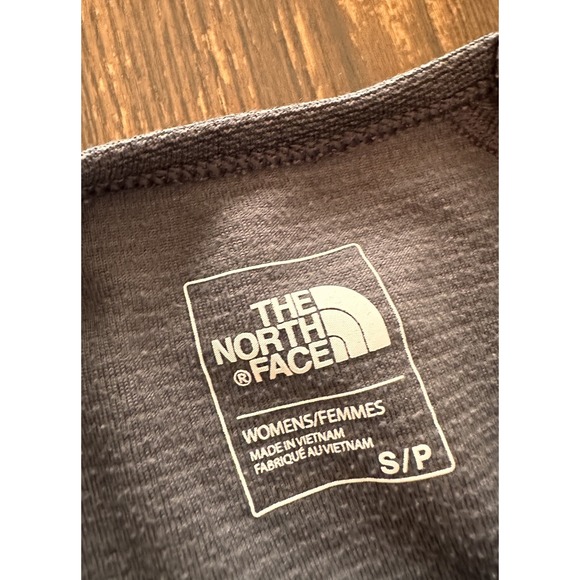 THE
NORTH
®FACE
WOMENS/FEMMES
MADE IN VIETNAM
FABRIQUÉ AU VIETNAM
S/P